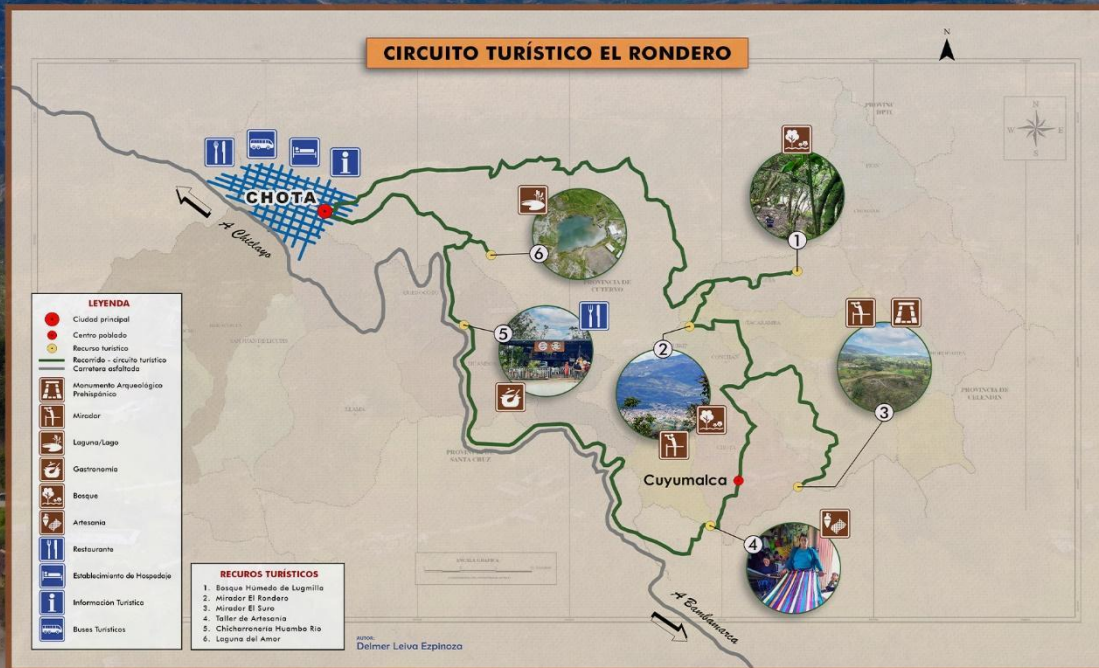 CIRCUITO TURÍSTICO EL RONDERO
N
N
W
E
S
CHOTA
A Chiclayo
1
6
5
2
3
4
PROVINCIA DE
CUTERVO
PROVINCIA DE
CELENDIN
SANTA CRUZ
Cuyumalca
A Bambamarca
LEYENDA
Ciudad principal
Centro poblado
Recurso turístico
Recorrido - circuito turístico
Carretera asfaltada
Monumento Arqueológico
Prehispánico
Mirador
Laguna/Lago
Gastronomía
Bosque
Artesanía
Restaurante
Establecimiento de Hospedaje
Información Turística
Buses Turísticos
RECUROS TURÍSTICOS
1. Bosque Húmedo de Lugmilla
2. Mirador El Rondero
3. Mirador El Suro
4. Taller de Artesanía
5. Chicharronería Huamba Río
6. Laguna del Amor
ESCALA GRÁFICA
AUTOR:
Delmer Leiva Espinoza